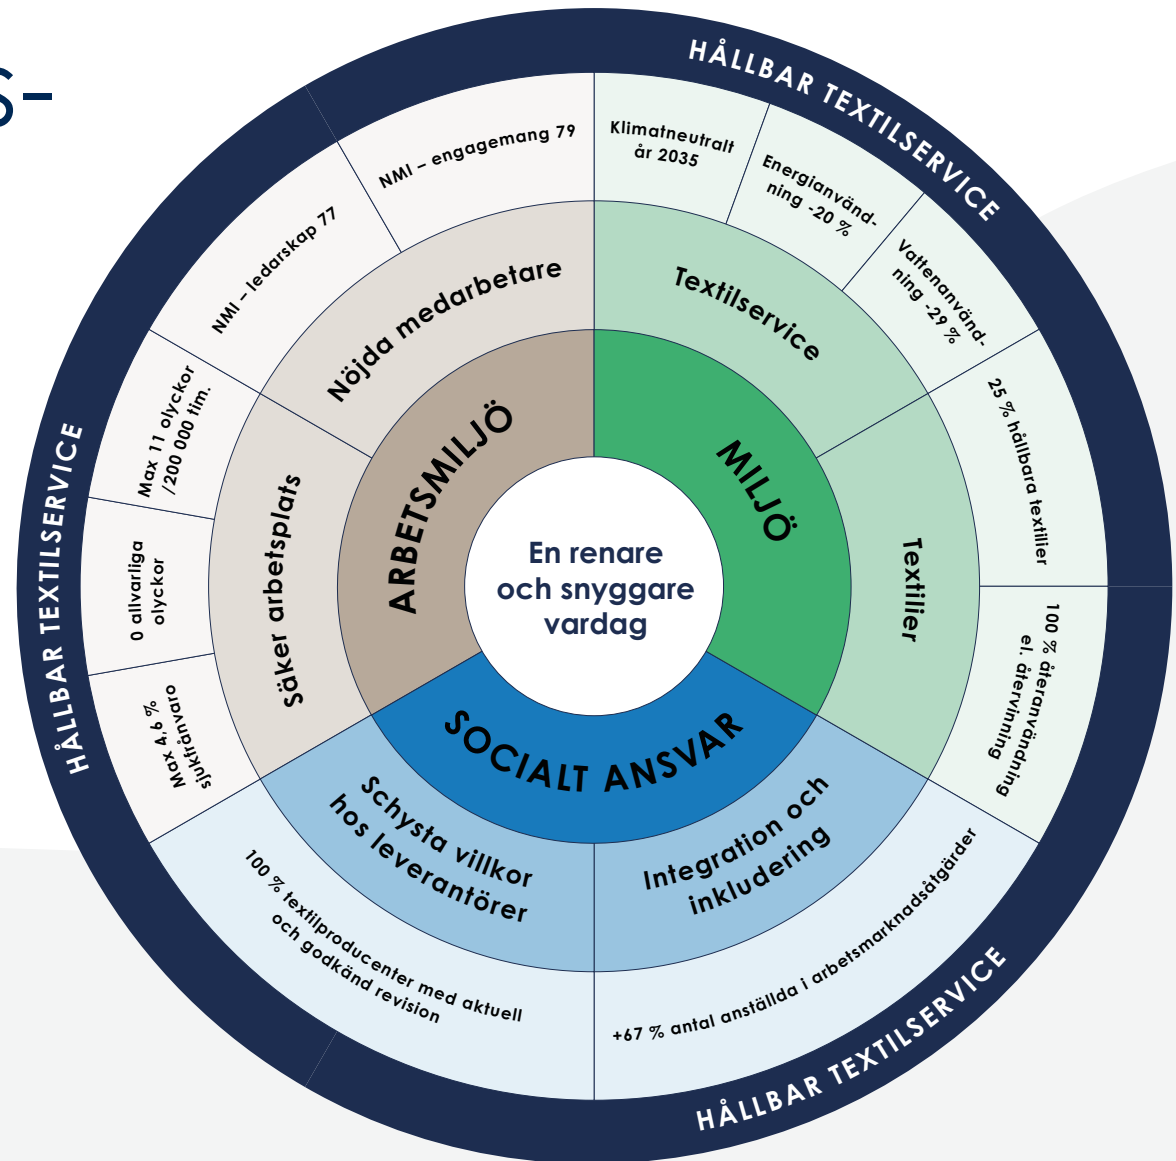 s-
HÅLLBAR TEXTILSERVICE
Klimatneutralt
år 2035
Energianvänd-
ning -20 %
Vattenanvänd-
ning -29 %
25 % hållbara textilier
100 % återanvändning
el. återvinning
+67 % antal anställda i arbetsmarknadsåtgärder
HÅLLBAR TEXTILSERVICE
100 % textilproducenter med aktuell
och godkänd revision
Max 4,6 %
sjukfrånvaro
0 allvarliga
olyckor
Max 11 olyckor
/200 000 tim.
HÅLLBAR TEXTILSERVICE
NMI – ledarskap 77
NMI – engagemang 79
Textilservice
Textilier
Integration och
inkludering
Schysta villkor
hos leverantörer
Säker arbetsplats
Nöjda medarbetare
MILJÖ
SOCIALT ANSVAR
ARBETSMILJÖ
En renare
och snyggare
vardag